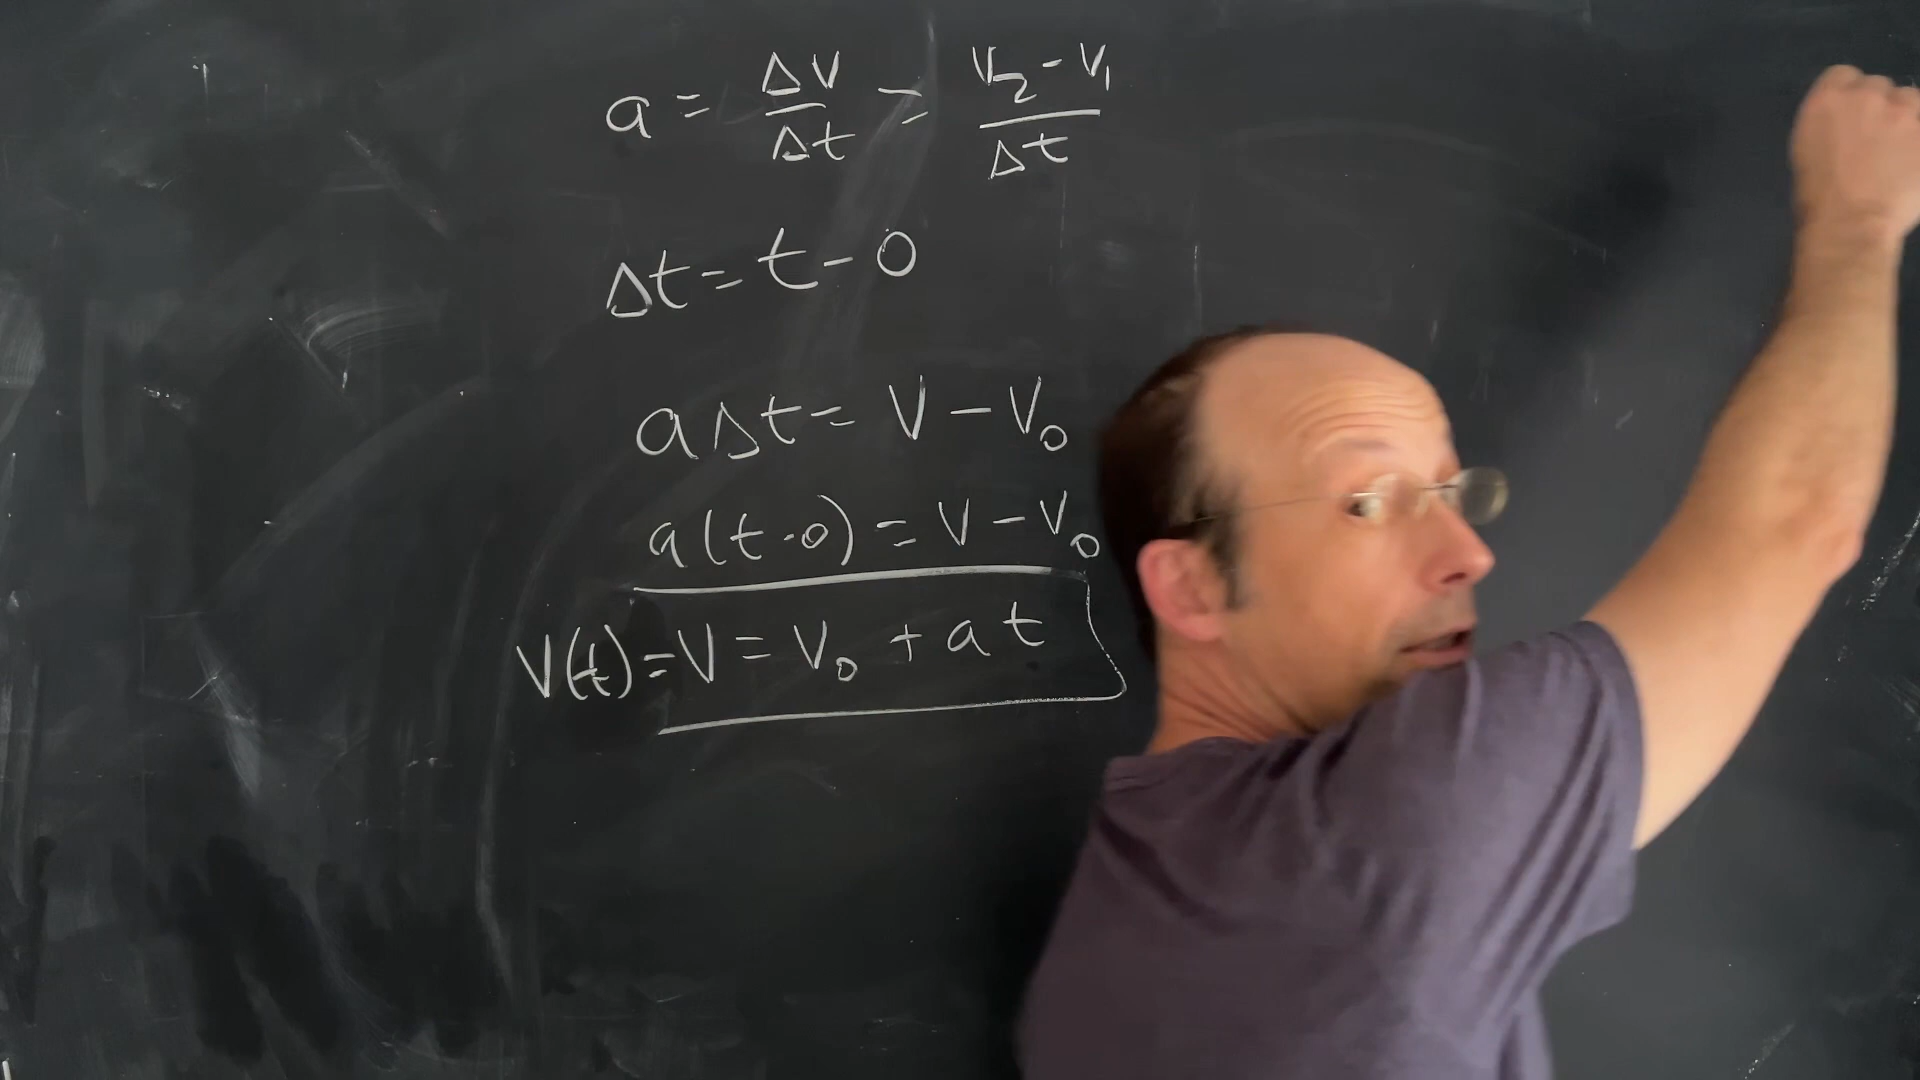 a = ΔV/Δt = (V₂ - V₁)/Δt
Δt = t - 0
aΔt = V - V₀
a(t-0) = V - V₀
V(t) = V = V₀ + at